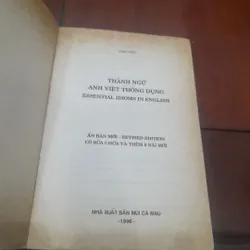 THÀNH NGỮ
ANH VIỆT THÔNG DỤNG
ESSENTIAL IDIOMS IN ENGLISH
ẤN BẢN MỚI - REVISED EDITION
CÓ SỬA CHỮA VÀ THÊM 8 BÀI MỚI
NHÀ XUẤT BẢN MŨI CÀ MAU